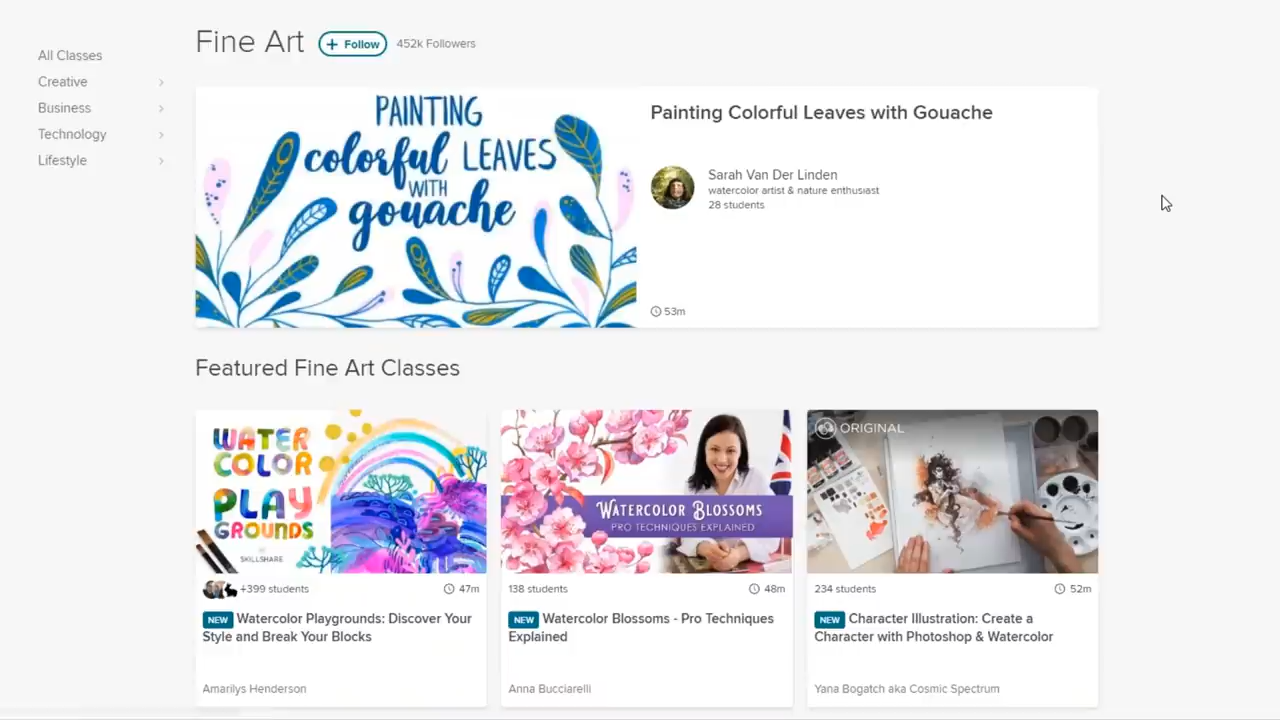 Fine Art
+ Follow
452k Followers
All Classes
Creative
Business
Technology
Lifestyle
PAINTING
colorful LEAVES
WITH
gouache
Painting Colorful Leaves with Gouache
Sarah Van Der Linden
watercolor artist & nature enthusiast
28 students
53m
Featured Fine Art Classes
WATER
COLOR
PLAY
GROUNDS
SKILLSHARE
+399 students
47m
NEW Watercolor Playgrounds: Discover Your
Style and Break Your Blocks
Amarilys Henderson
WATERCOLOR BLOSSOMS
PRO TECHNIQUES EXPLAINED
138 students
48m
NEW Watercolor Blossoms - Pro Techniques
Explained
Anna Bucciarelli
ORIGINAL
234 students
52m
NEW Character Illustration: Create a
Character with Photoshop & Watercolor
Yana Bogatch aka Cosmic Spectrum